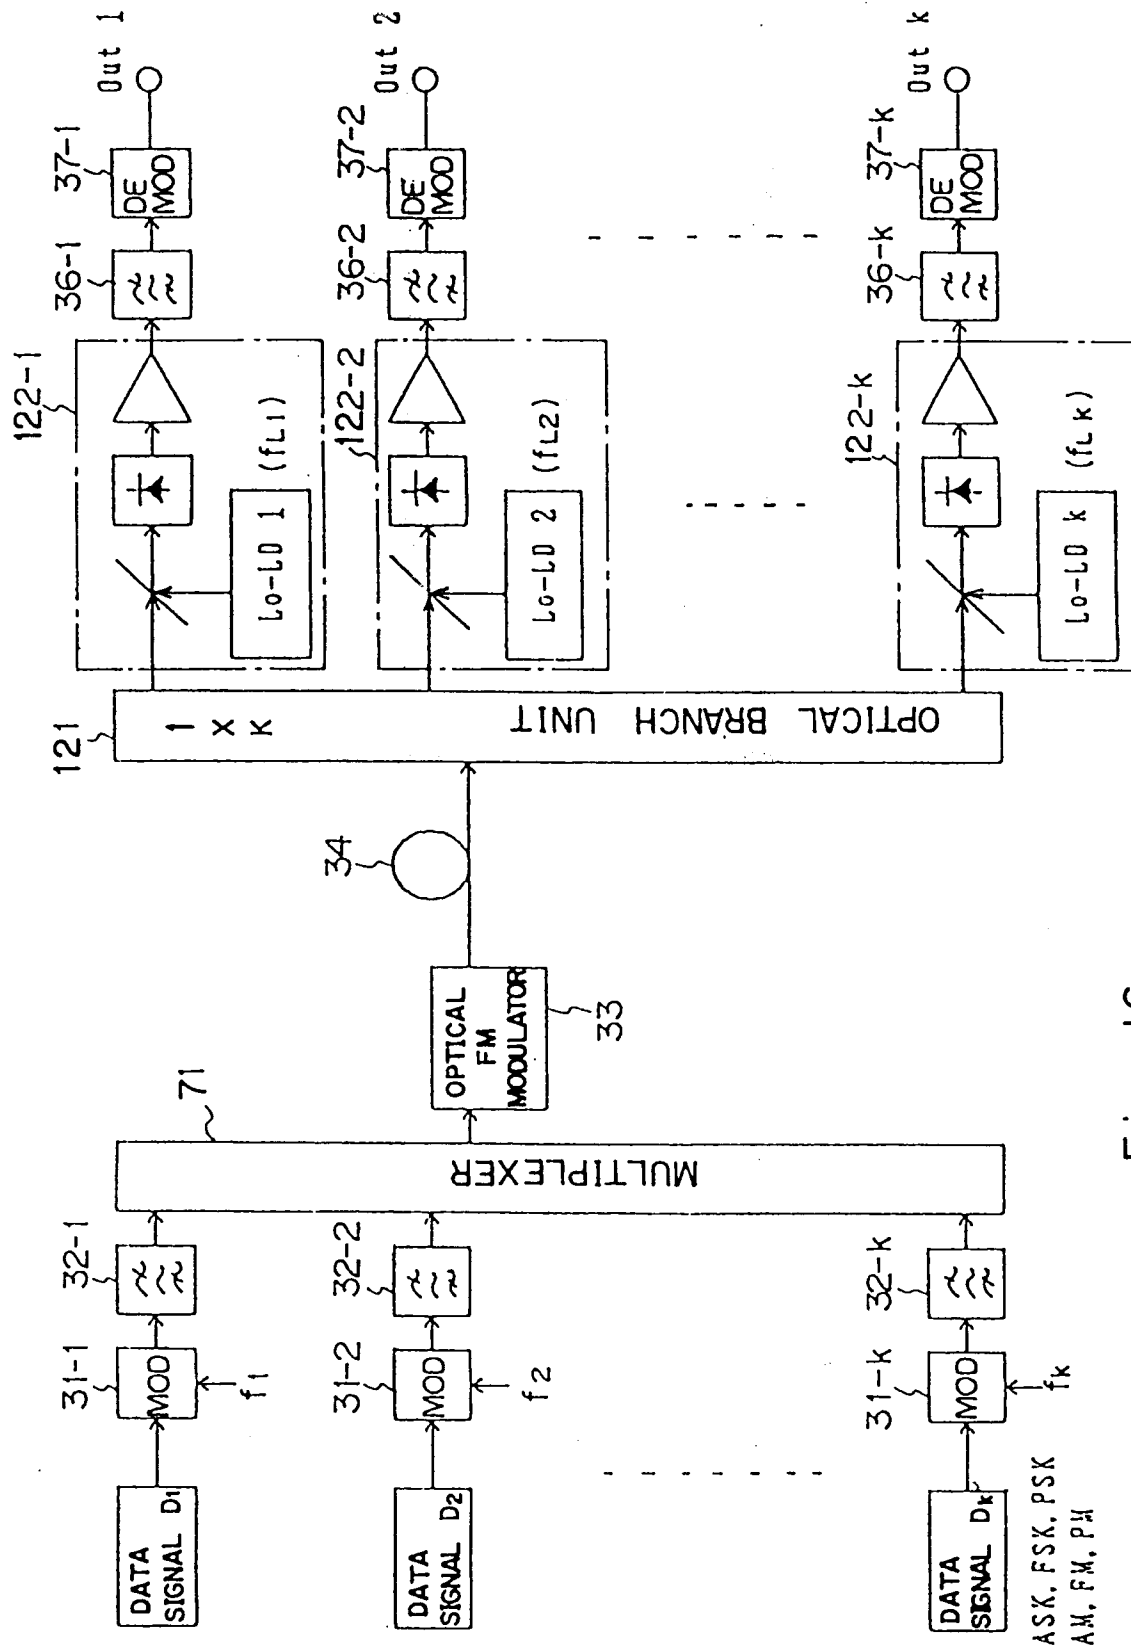 DATA
SIGNAL D1
31-1
MOD
f1
32-1
DATA
SIGNAL D2
31-2
MOD
f2
32-2
DATA
SIGNAL Dk
31-k
MOD
fk
32-k
ASK, FSK, PSK
AM, FM, PM
71
MULTIPLEXER
OPTICAL
FM
MODULATOR
33
34
121
1
X
K
OPTICAL BRANCH UNIT
122-1
Lo-LD 1
(fL1)
36-1
37-1
DE
MOD
Out 1
122-2
Lo-LD 2
(fL2)
36-2
37-2
DE
MOD
Out 2
122-k
Lo-LD k
(fLk)
36-k
37-k
DE
MOD
Out k